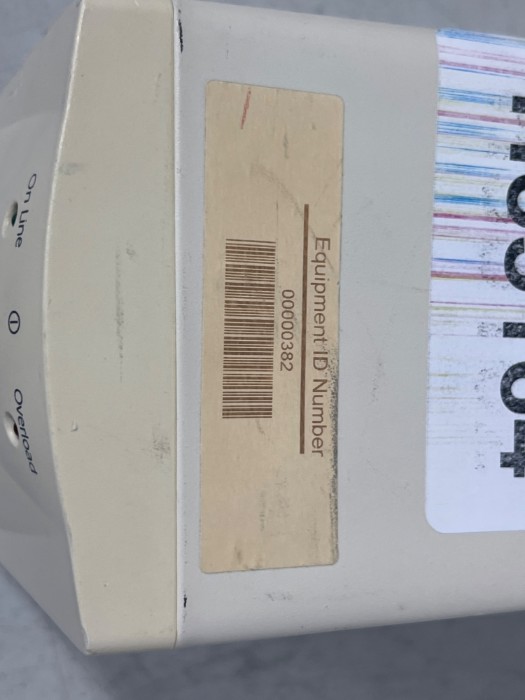 Equipment ID Number
00000382
On Line
Overload